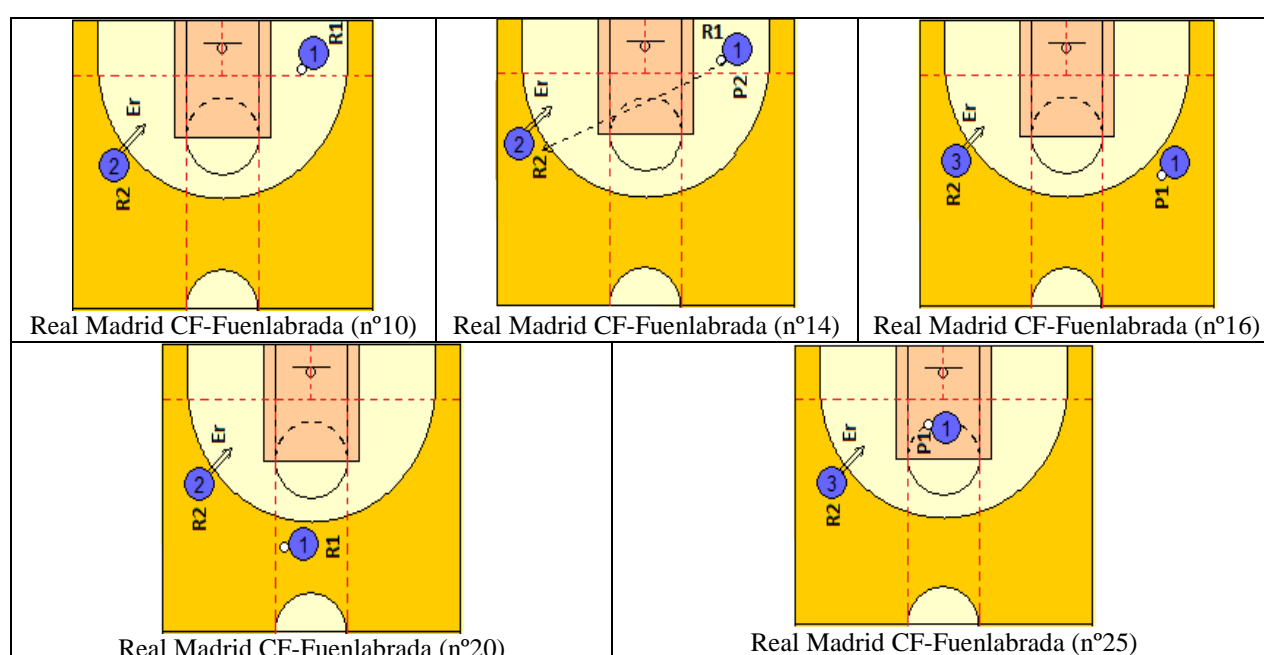 1
R1
Er
2
R2
Real Madrid CF-Fuenlabrada (nº10)
R1
1
P2
Er
2
R2
Real Madrid CF-Fuenlabrada (nº14)
Er
3
R2
1
P1
Real Madrid CF-Fuenlabrada (nº16)
Er
2
R2
1
R1
Real Madrid CF-Fuenlabrada (nº20)
1
P1
Er
3
R2
Real Madrid CF-Fuenlabrada (nº25)